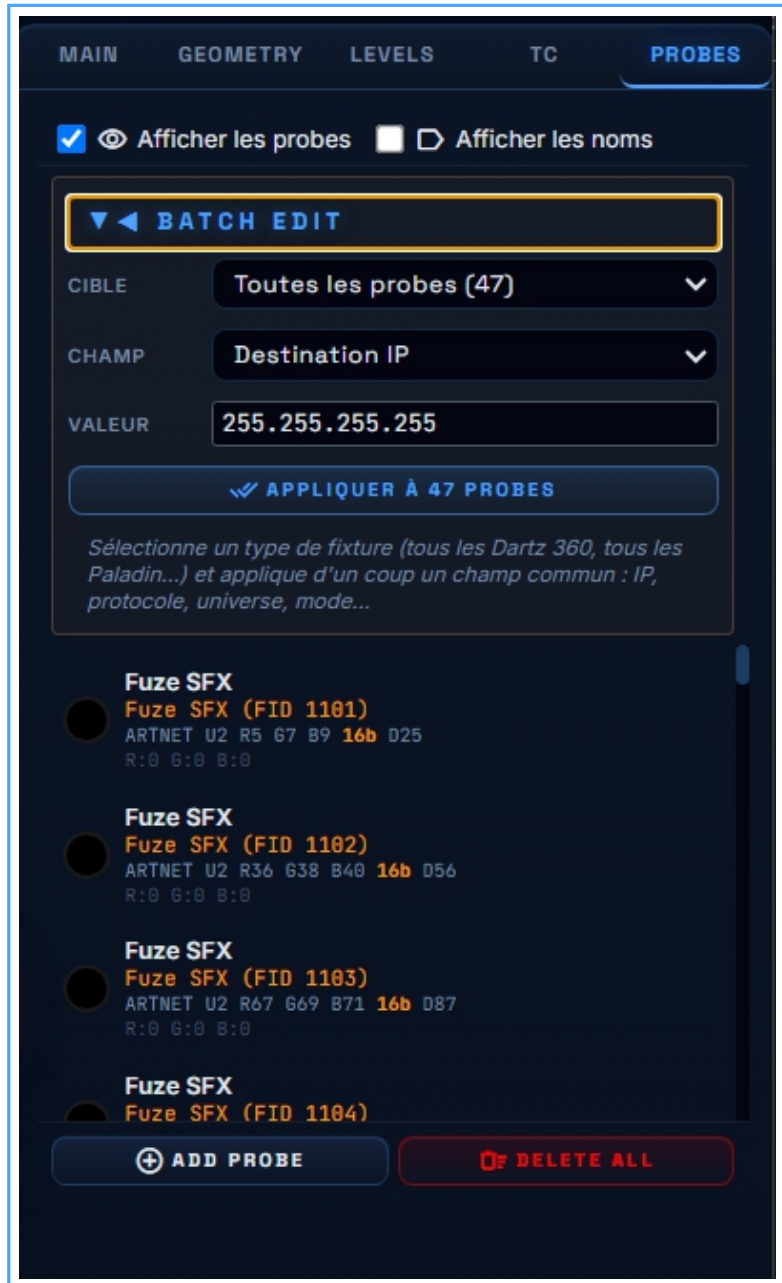 MAIN GEOMETRY LEVELS TC PROBES
Afficher les probes Afficher les noms
▼◀ BATCH EDIT
CIBLE Toutes les probes (47)
CHAMP Destination IP
VALEUR 255.255.255.255
APPLIQUER À 47 PROBES
Sélectionne un type de fixture (tous les Dartz 360, tous les
Paladin...) et applique d'un coup un champ commun : IP,
protocole, universe, mode...
Fuze SFX
Fuze SFX (FID 1101)
ARTNET U2 R5 G7 B9 16b D25
R:0 G:0 B:0
Fuze SFX
Fuze SFX (FID 1102)
ARTNET U2 R36 G38 B40 16b D56
R:0 G:0 B:0
Fuze SFX
Fuze SFX (FID 1103)
ARTNET U2 R67 G69 B71 16b D87
R:0 G:0 B:0
Fuze SFX
Fuze SFX (FID 1104)
ADD PROBE DELETE ALL